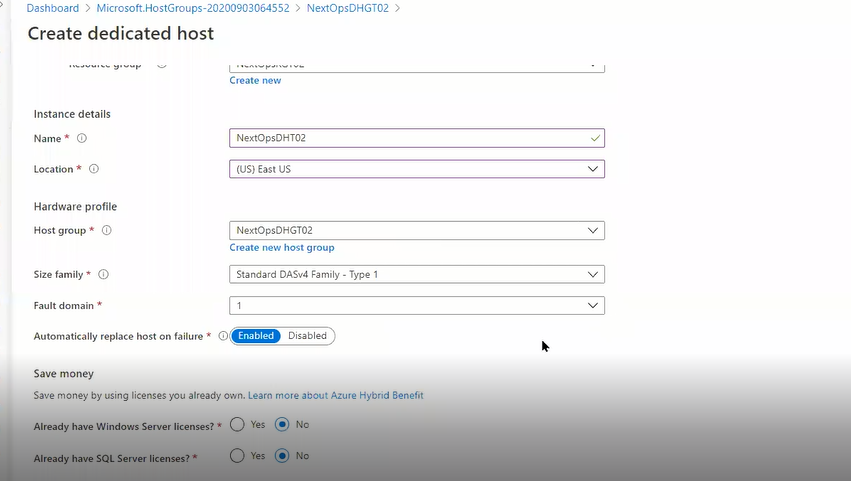 Dashboard > Microsoft.HostGroups-20200903064552 > NextOpsDHGT02 >
Create dedicated host
Resource group
Create new
Instance details
Name * NextOpsDHT02
Location * (US) East US
Hardware profile
Host group * NextOpsDHGT02
Create new host group
Size family * Standard DASv4 Family - Type 1
Fault domain * 1
Automatically replace host on failure * Enabled Disabled
Save money
Save money by using licenses you already own. Learn more about Azure Hybrid Benefit
Already have Windows Server licenses? * Yes No
Already have SQL Server licenses? * Yes No